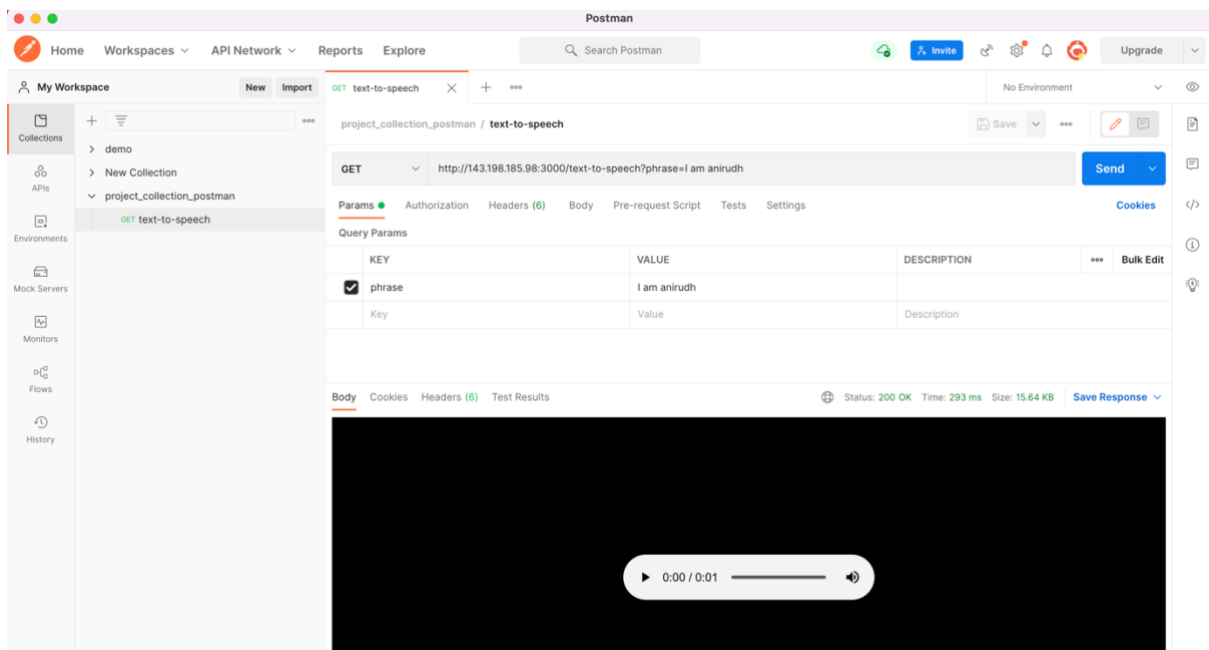 Postman
Home Workspaces API Network Reports Explore Search Postman Invite Upgrade
My Workspace New Import GET text-to-speech No Environment
Collections
APIs
Environments
Mock Servers
Monitors
Flows
History
demo
New Collection
project_collection_postman
GET text-to-speech
project_collection_postman / text-to-speech Save
GET http://143.198.185.98:3000/text-to-speech?phrase=I am anirudh Send
Params Authorization Headers (6) Body Pre-request Script Tests Settings Cookies
Query Params
KEY VALUE DESCRIPTION Bulk Edit
phrase I am anirudh
Key Value Description
Body Cookies Headers (6) Test Results Status: 200 OK Time: 293 ms Size: 15.64 KB Save Response
0:00 / 0:01